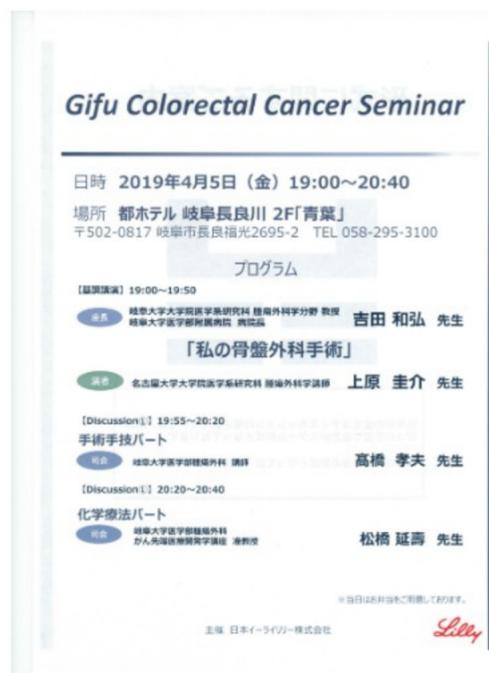 Gifu Colorectal Cancer Seminar
日時 2019年4月5日（金）19:00～20:40
場所 都ホテル 岐阜長良川 2F「青葉」
〒502-0817 岐阜市長良福光2695-2 TEL 058-295-3100
プログラム
【基調講演】19:00～19:50
座長
岐阜大学大学院医学系研究科 腫瘍外科学分野 教授
岐阜大学医学部附属病院 病院長
吉田 和弘 先生
「私の骨盤外科手術」
演者 名古屋大学大学院医学系研究科 腫瘍外科学講師 上原 圭介 先生
【Discussion①】19:55～20:20
手術手技パート
司会 岐阜大学医学部腫瘍外科 講師 高橋 孝夫 先生
【Discussion②】20:20～20:40
化学療法パート
司会
岐阜大学医学部腫瘍外科
がん先端医療開発学講座 准教授
松橋 延壽 先生
※当日はお弁当をご用意しております。
主催 日本イーライリリー株式会社
Lilly